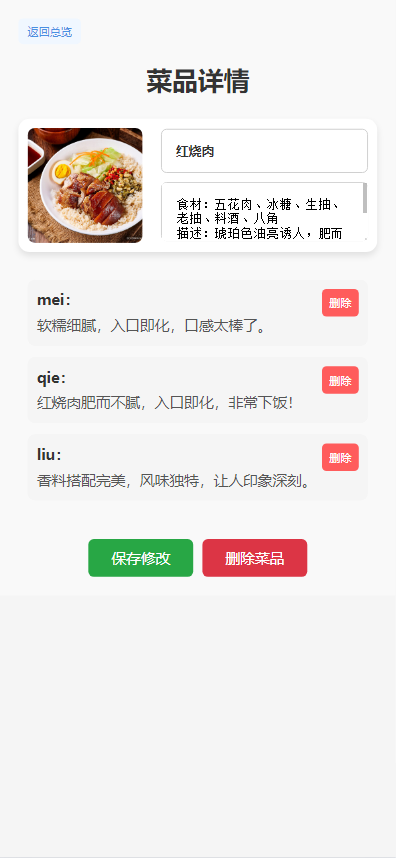 返回总览
菜品详情
红烧肉
食材：五花肉、冰糖、生抽、
老抽、料酒、八角
描述：琥珀色油亮诱人，肥而
mei：
删除
软糯细腻，入口即化，口感太棒了。
qie：
删除
红烧肉肥而不腻，入口即化，非常下饭！
liu：
删除
香料搭配完美，风味独特，让人印象深刻。
保存修改
删除菜品